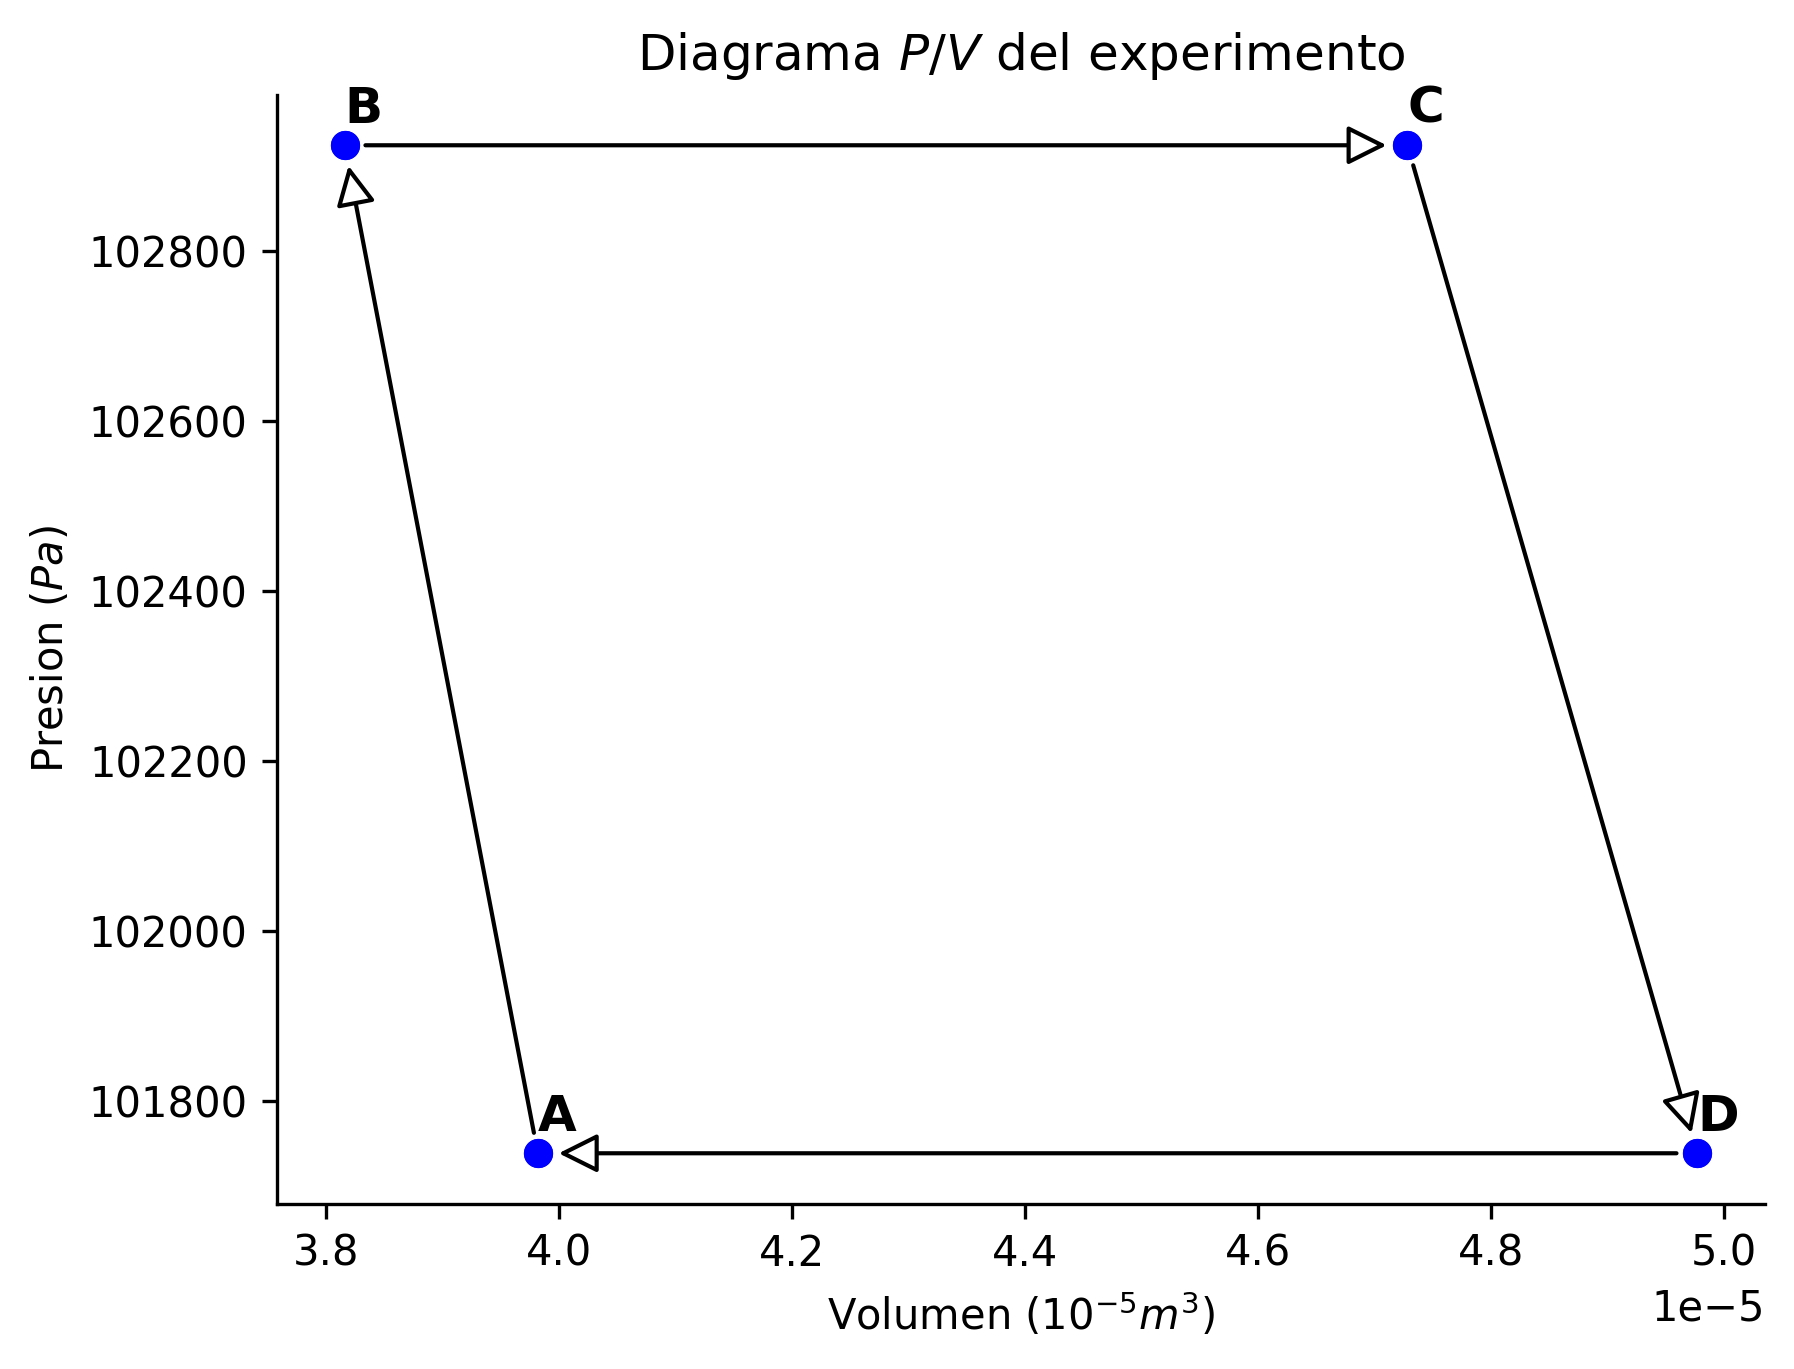 Diagrama P/V del experimento
B
C
102800
102600
102400
102200
102000
101800
Presion (Pa)
A
D
3.8 4.0 4.2 4.4 4.6 4.8 5.0
1e−5
Volumen (10⁻⁵m³)